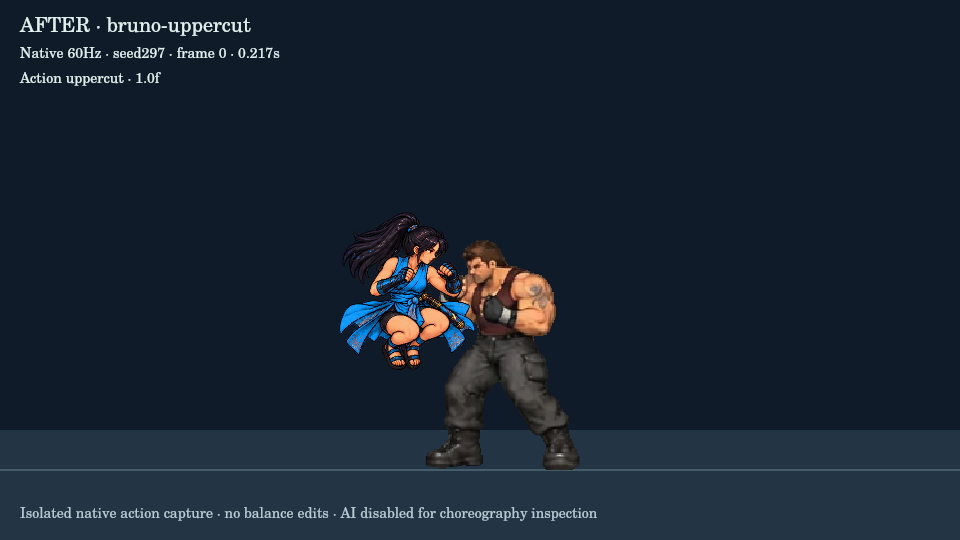 AFTER · bruno-uppercut
Native 60Hz · seed297 · frame 0 · 0.217s
Action uppercut · 1.0f
Isolated native action capture · no balance edits · AI disabled for choreography inspection